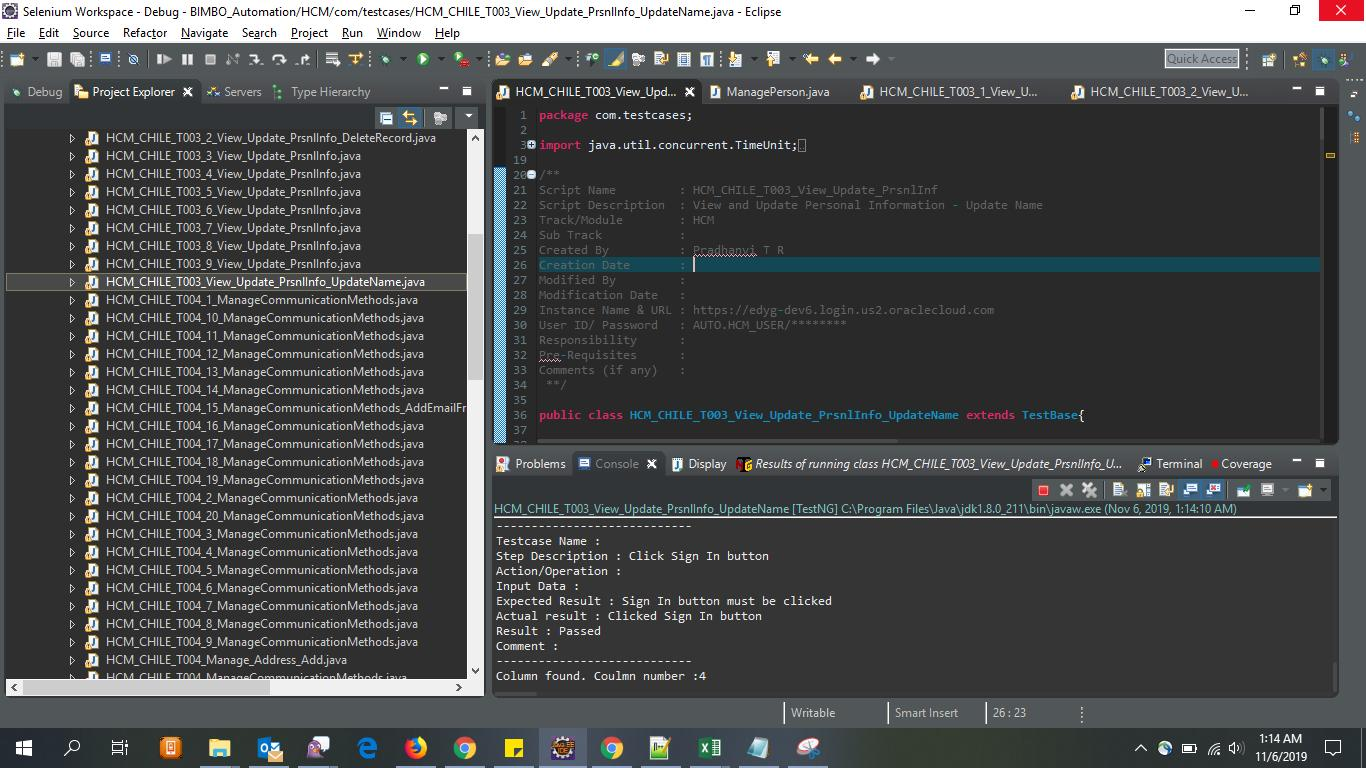 Selenium Workspace - Debug - BIMBO_Automation/HCM/com/testcases/HCM_CHILE_T003_View_Update_PrsnlInfo_UpdateName.java - Eclipse
File Edit Source Refactor Navigate Search Project Run Window Help
Quick Access
Debug Project Explorer Servers Type Hierarchy
HCM_CHILE_T003_2_View_Update_PrsnlInfo_DeleteRecord.java
HCM_CHILE_T003_3_View_Update_PrsnlInfo.java
HCM_CHILE_T003_4_View_Update_PrsnlInfo.java
HCM_CHILE_T003_5_View_Update_PrsnlInfo.java
HCM_CHILE_T003_6_View_Update_PrsnlInfo.java
HCM_CHILE_T003_7_View_Update_PrsnlInfo.java
HCM_CHILE_T003_8_View_Update_PrsnlInfo.java
HCM_CHILE_T003_9_View_Update_PrsnlInfo.java
HCM_CHILE_T003_View_Update_PrsnlInfo_UpdateName.java
HCM_CHILE_T004_1_ManageCommunicationMethods.java
HCM_CHILE_T004_10_ManageCommunicationMethods.java
HCM_CHILE_T004_11_ManageCommunicationMethods.java
HCM_CHILE_T004_12_ManageCommunicationMethods.java
HCM_CHILE_T004_13_ManageCommunicationMethods.java
HCM_CHILE_T004_14_ManageCommunicationMethods.java
HCM_CHILE_T004_15_ManageCommunicationMethods_AddEmailFr
HCM_CHILE_T004_16_ManageCommunicationMethods.java
HCM_CHILE_T004_17_ManageCommunicationMethods.java
HCM_CHILE_T004_18_ManageCommunicationMethods.java
HCM_CHILE_T004_19_ManageCommunicationMethods.java
HCM_CHILE_T004_2_ManageCommunicationMethods.java
HCM_CHILE_T004_20_ManageCommunicationMethods.java
HCM_CHILE_T004_3_ManageCommunicationMethods.java
HCM_CHILE_T004_4_ManageCommunicationMethods.java
HCM_CHILE_T004_5_ManageCommunicationMethods.java
HCM_CHILE_T004_6_ManageCommunicationMethods.java
HCM_CHILE_T004_7_ManageCommunicationMethods.java
HCM_CHILE_T004_8_ManageCommunicationMethods.java
HCM_CHILE_T004_9_ManageCommunicationMethods.java
HCM_CHILE_T004_Manage_Address_Add.java
HCM_CHILE_T004_ManageCommunicationMethods.java
HCM_CHILE_T003_View_Upd... ManagePerson.java HCM_CHILE_T003_1_View_U... HCM_CHILE_T003_2_View_U...
1 package com.testcases;
2
3 import java.util.concurrent.TimeUnit;
19
20 /**
21 Script Name : HCM_CHILE_T003_View_Update_PrsnlInf
22 Script Description : View and Update Personal Information - Update Name
23 Track/Module : HCM
24 Sub Track :
25 Created By : Pradhanvi T R
26 Creation Date :
27 Modified By :
28 Modification Date :
29 Instance Name & URL : https://edyg-dev6.login.us2.oraclecloud.com
30 User ID/ Password : AUTO.HCM_USER/********
31 Responsibility :
32 Pre-Requisites :
33 Comments (if any) :
34 **/
35
36 public class HCM_CHILE_T003_View_Update_PrsnlInfo_UpdateName extends TestBase{
37
Problems Console Display Results of running class HCM_CHILE_T003_View_Update_PrsnlInfo_U... Terminal Coverage
HCM_CHILE_T003_View_Update_PrsnlInfo_UpdateName [TestNG] C:\Program Files\Java\jdk1.8.0_211\bin\javaw.exe (Nov 6, 2019, 1:14:10 AM)
----------------------------
Testcase Name :
Step Description : Click Sign In button
Action/Operation :
Input Data :
Expected Result : Sign In button must be clicked
Actual result : Clicked Sign In button
Result : Passed
Comment :
----------------------------
Column found. Coulmn number :4
Writable Smart Insert 26 : 23
1:14 AM
11/6/2019